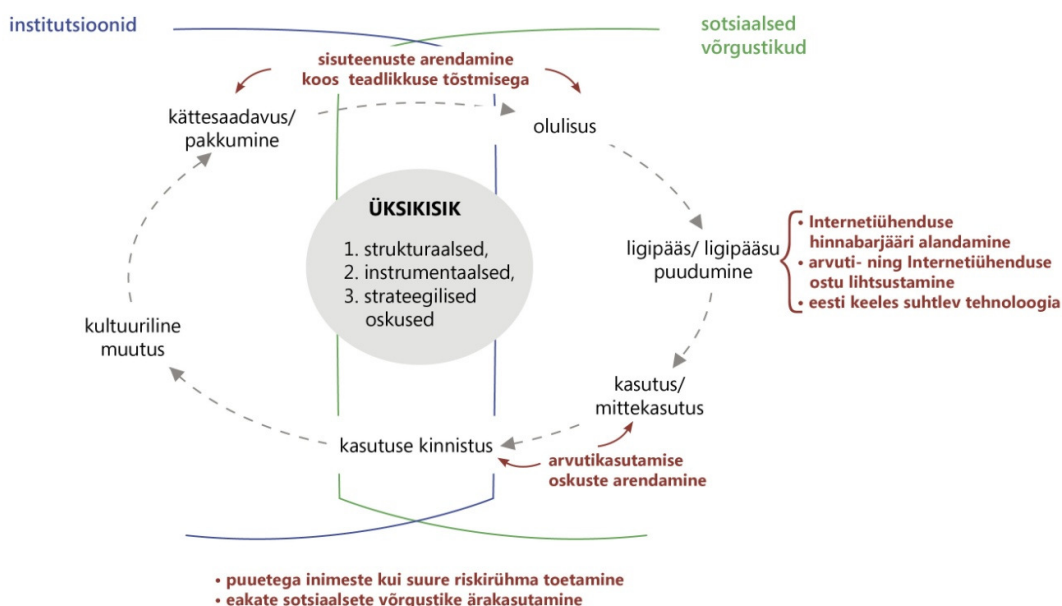 institutsioonid
sotsiaalsed
võrgustikud
sisuteenuste arendamine
koos teadlikkuse tõstmisega
kättesaadavus/
pakkumine
olulisus
ÜKSIKISIK
1. strukturaalsed,
2. instrumentaalsed,
3. strateegilised
oskused
ligipääs/ ligipääsu
puudumine
• Internetiühenduse
hinnabarjääri alandamine
• arvuti- ning Internetiühenduse
ostu lihtsustamine
• eesti keeles suhtlev tehnoloogia
kultuuriline
muutus
kasutus/
mittekasutus
kasutuse kinnistus
arvutikasutamise
oskuste arendamine
• puuetega inimeste kui suure riskirühma toetamine
• eakate sotsiaalsete võrgustike ärakasutamine